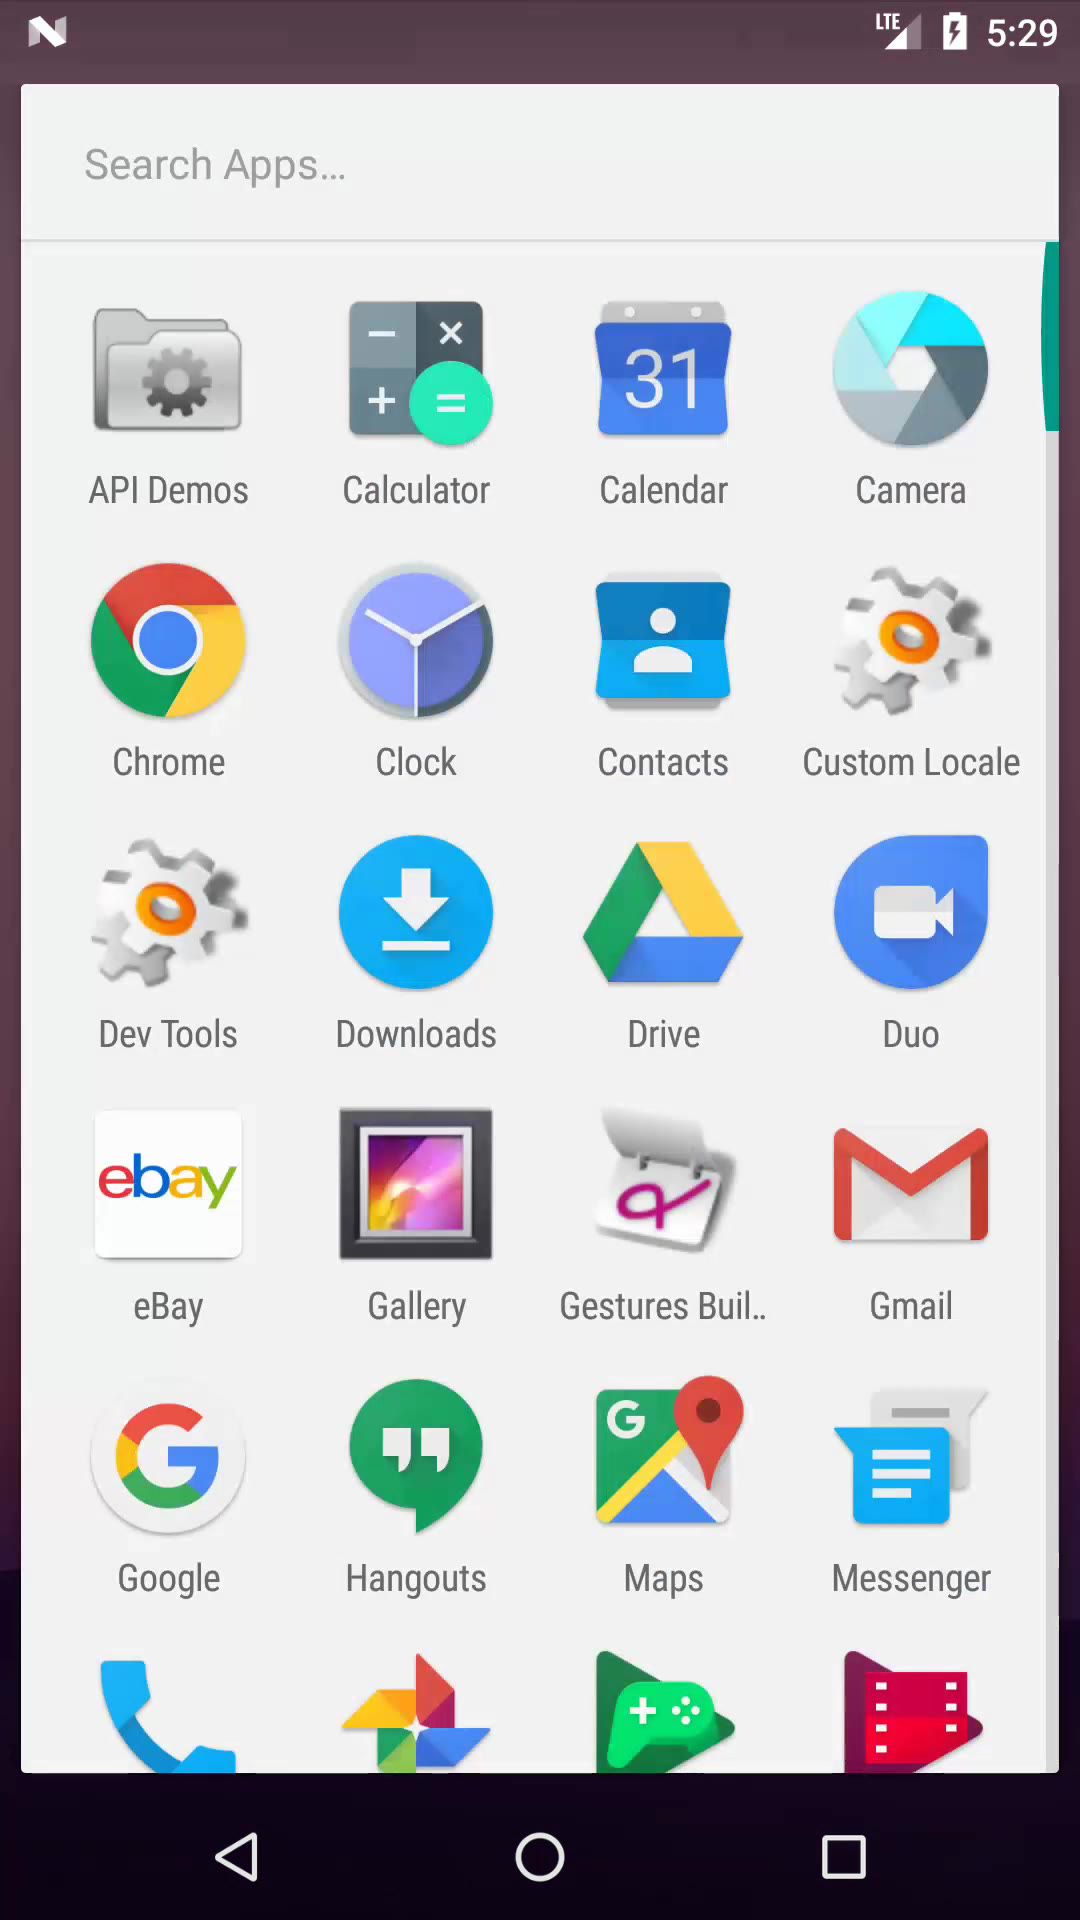 LTE 5:29
Search Apps...
31
API Demos Calculator Calendar Camera
Chrome Clock Contacts Custom Locale
Dev Tools Downloads Drive Duo
ebay
eBay Gallery Gestures Buil.. Gmail
G G
Google Hangouts Maps Messenger